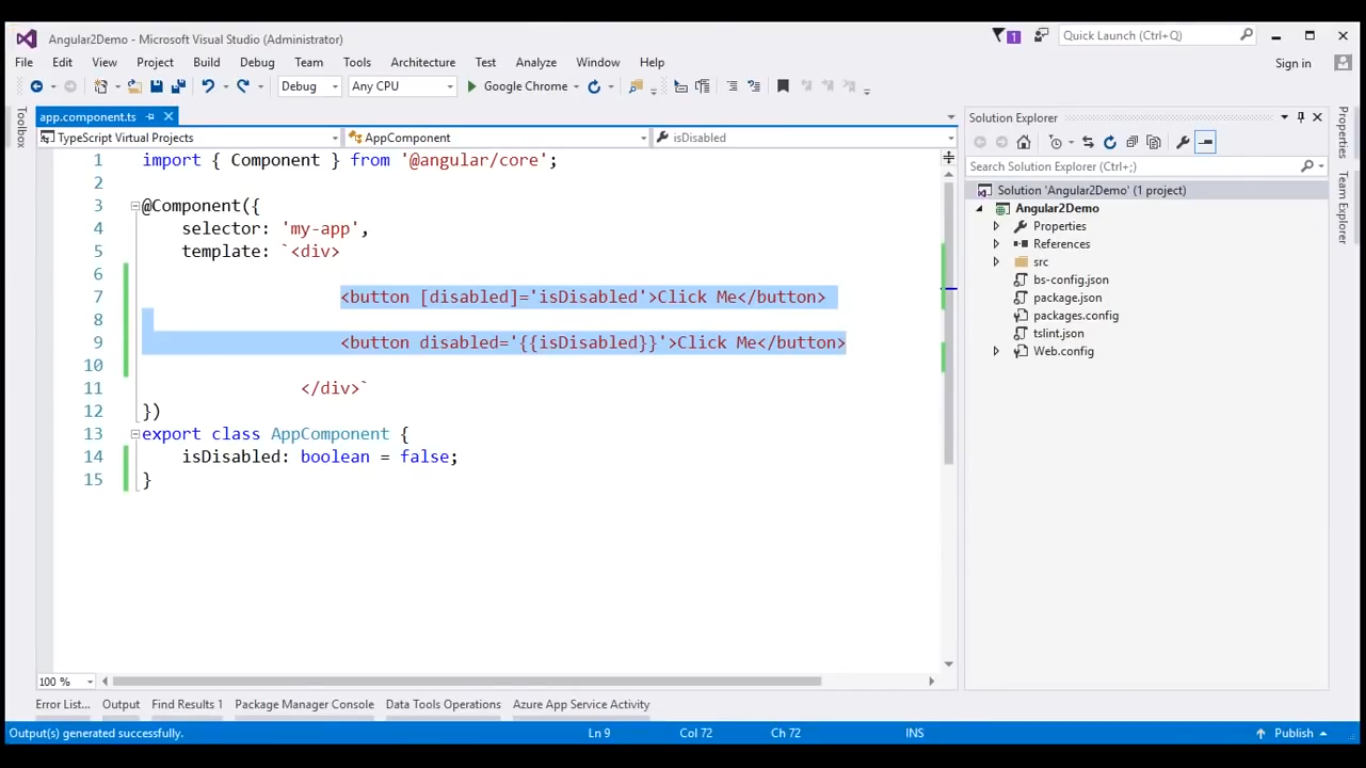 Angular2Demo - Microsoft Visual Studio (Administrator)
1
Quick Launch (Ctrl+Q)
File Edit View Project Build Debug Team Tools Architecture Test Analyze Window Help
Sign in
Debug
Any CPU
Google Chrome
Toolbox
app.component.ts
TypeScript Virtual Projects
AppComponent
isDisabled
1 import { Component } from '@angular/core';
2
3 @Component({
4 selector: 'my-app',
5 template: `<div>
6
7 <button [disabled]='isDisabled'>Click Me</button>
8
9 <button disabled='{{isDisabled}}'>Click Me</button>
10
11 </div>`
12 })
13 export class AppComponent {
14 isDisabled: boolean = false;
15 }
100 %
Solution Explorer
Search Solution Explorer (Ctrl+;)
Solution 'Angular2Demo' (1 project)
Angular2Demo
Properties
References
src
bs-config.json
package.json
packages.config
tslint.json
Web.config
Properties
Team Explorer
Error List... Output Find Results 1 Package Manager Console Data Tools Operations Azure App Service Activity
Output(s) generated successfully. Ln 9 Col 72 Ch 72 INS Publish